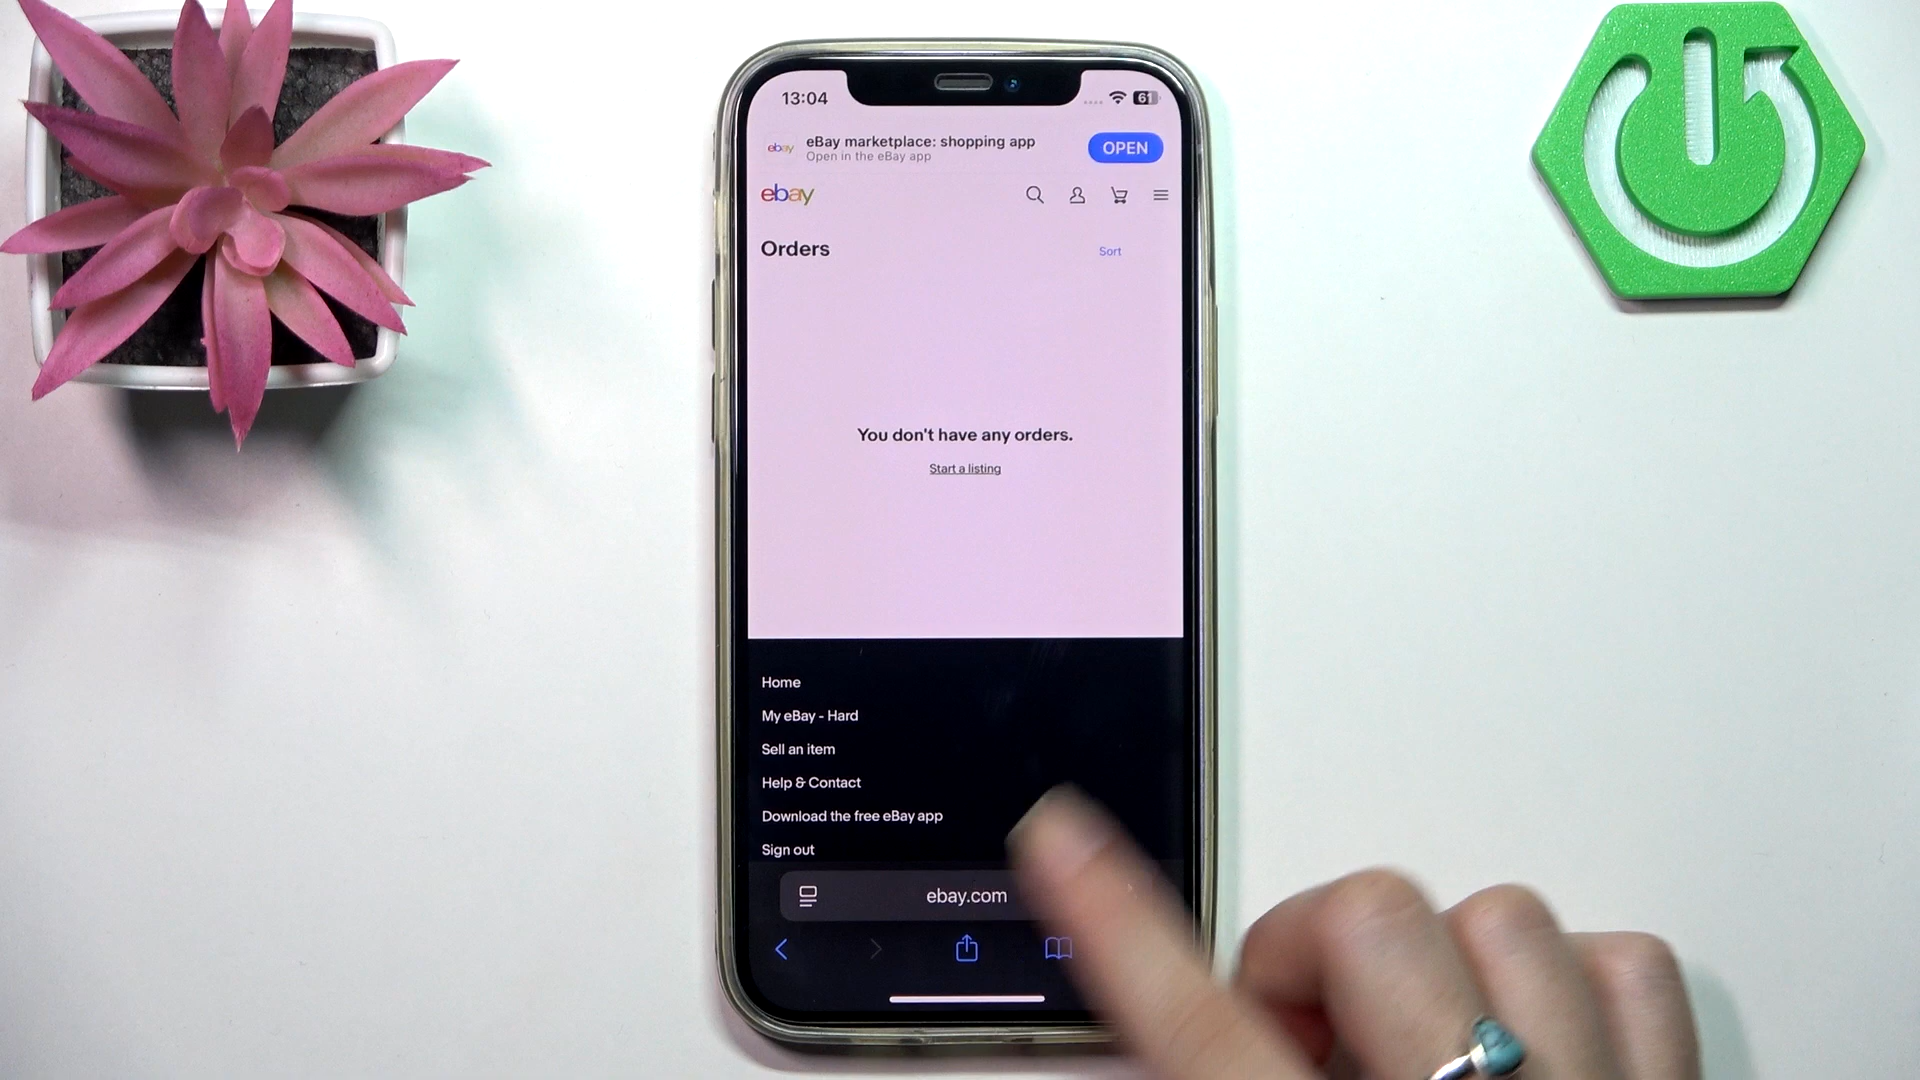 13:04
61
ebay
eBay marketplace: shopping app
Open in the eBay app
OPEN
ebay
Orders
Sort
You don't have any orders.
Start a listing
Home
My eBay - Hard
Sell an item
Help & Contact
Download the free eBay app
Sign out
ebay.com